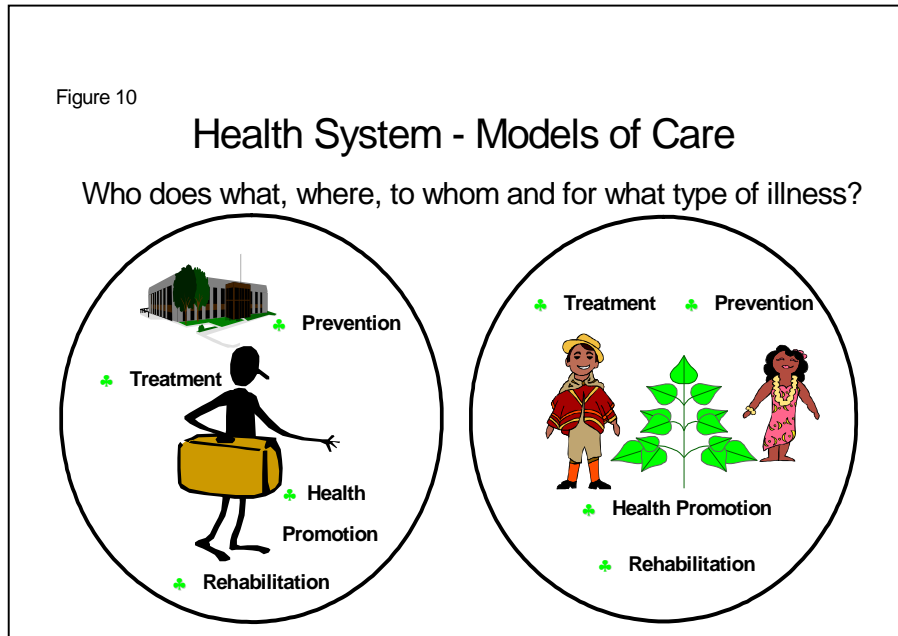 Figure 10
Health System - Models of Care
Who does what, where, to whom and for what type of illness?
♣ Prevention
♣ Treatment
♣ Health
Promotion
♣ Rehabilitation
♣ Treatment ♣ Prevention
♣ Health Promotion
♣ Rehabilitation